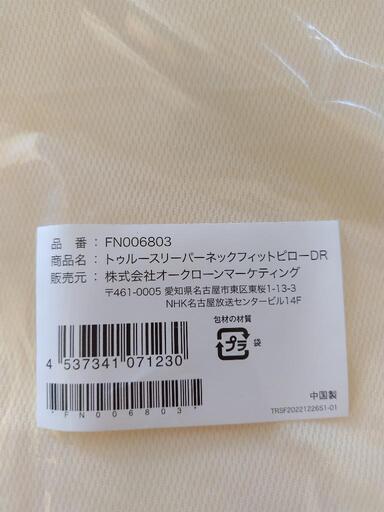 品　番： FN006803
商品名： トゥルースリーパーネックフィットピローDR
販売元： 株式会社オークローンマーケティング
〒461-0005 愛知県名古屋市東区東桜1-13-3
NHK名古屋放送センタービル14F
包材の材質
プラ 袋
4 537341 071230
*FN006803*
中国製
TRSF20221226S1-01